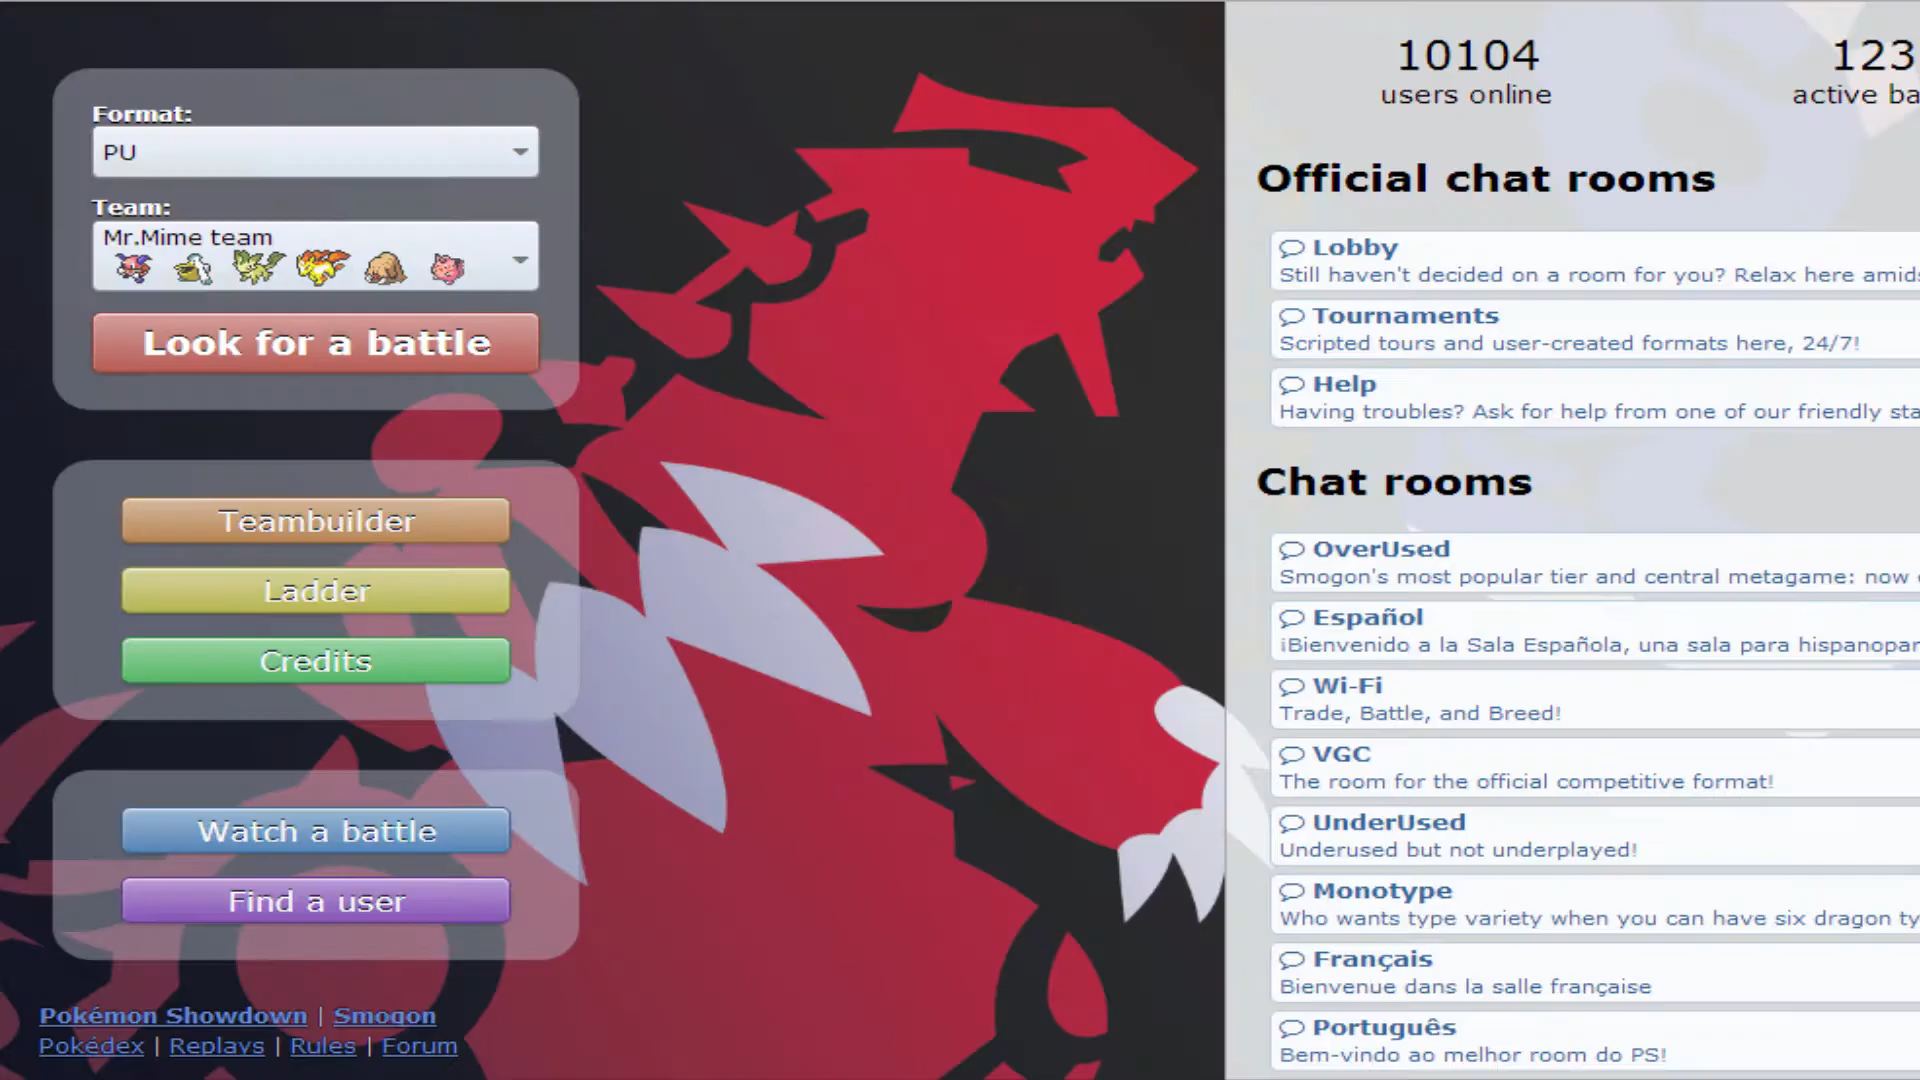 Format:
PU
Team:
Mr.Mime team
Look for a battle
Teambuilder
Ladder
Credits
Watch a battle
Find a user
Pokémon Showdown | Smogon
Pokédex | Replays | Rules | Forum
10104
users online
123
active ba
Official chat rooms
Lobby
Still haven't decided on a room for you? Relax here amids
Tournaments
Scripted tours and user-created formats here, 24/7!
Help
Having troubles? Ask for help from one of our friendly sta
Chat rooms
OverUsed
Smogon's most popular tier and central metagame: now
Español
¡Bienvenido a la Sala Española, una sala para hispanopar
Wi-Fi
Trade, Battle, and Breed!
VGC
The room for the official competitive format!
UnderUsed
Underused but not underplayed!
Monotype
Who wants type variety when you can have six dragon ty
Français
Bienvenue dans la salle française
Português
Bem-vindo ao melhor room do PS!